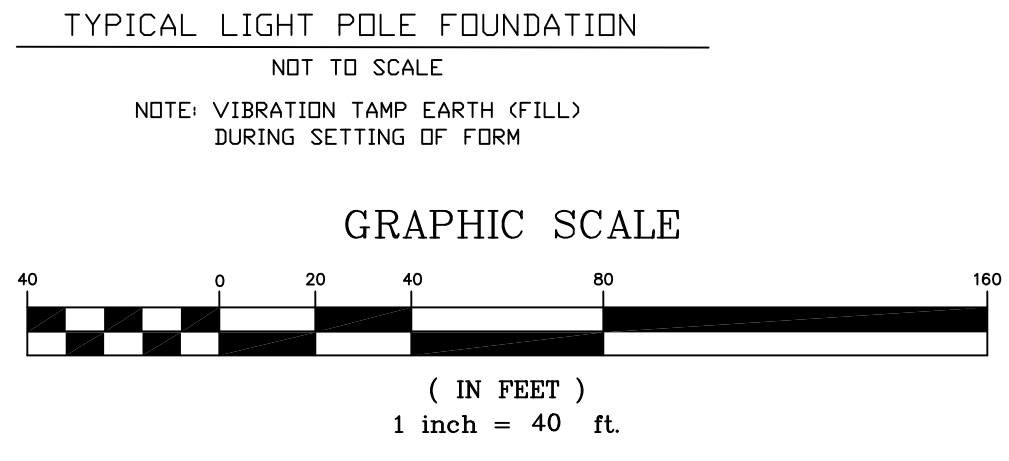 TYPICAL LIGHT POLE FOUNDATION
NOT TO SCALE
NOTE: VIBRATION TAMP EARTH (FILL)
DURING SETTING OF FORM
GRAPHIC SCALE
40 0 20 40 80 160
( IN FEET )
1 inch = 40 ft.